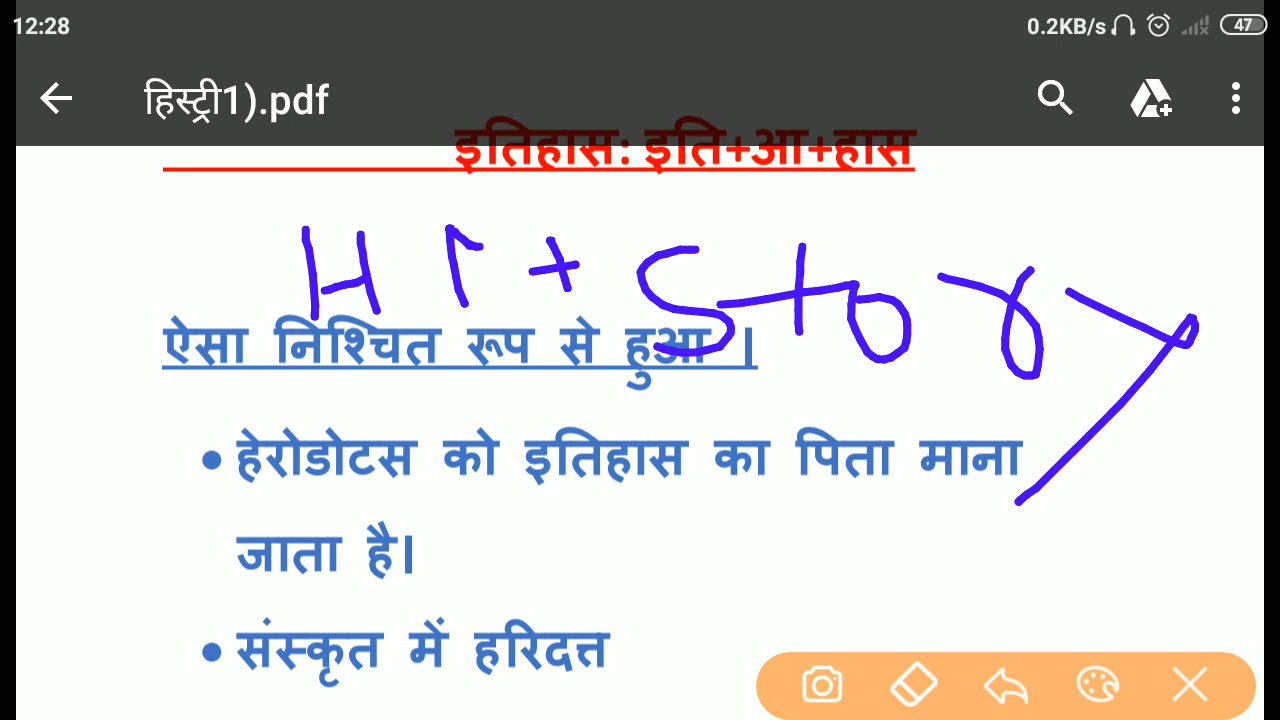 12:28 0.2KB/s 47
हिस्ट्री1).pdf
इतिहास: इति+आ+हास
Hi + Story
ऐसा निश्चित रूप से हुआ ।
• हेरोडोटस को इतिहास का पिता माना
जाता है।
• संस्कृत में हरिदत्त